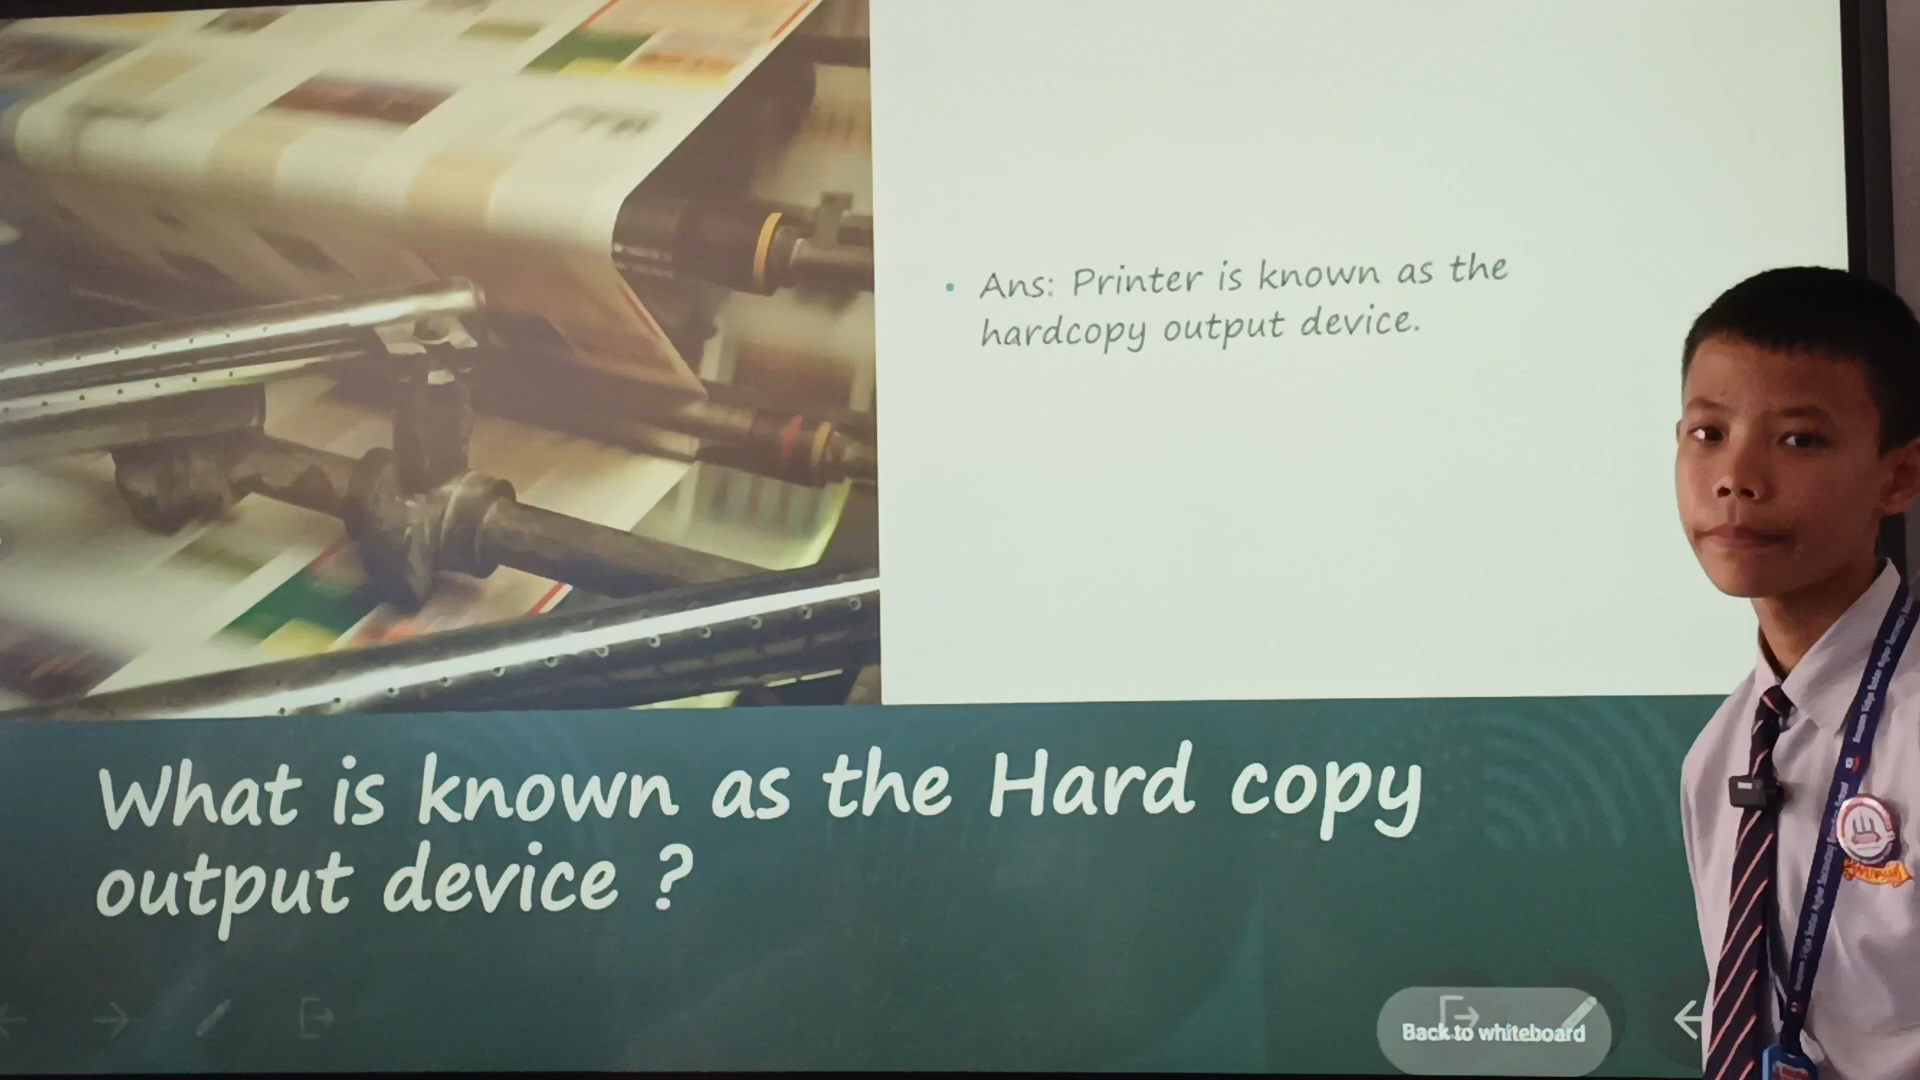 • Ans: Printer is known as the
hardcopy output device.
What is known as the Hard copy
output device ?
Back to whiteboard